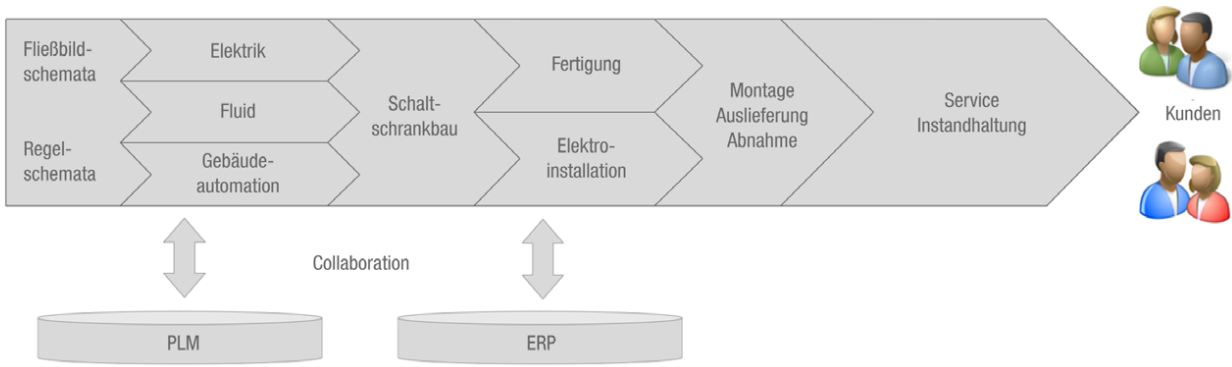 Fließbild-
schemata
Regel-
schemata
Elektrik
Fluid
Gebäude-
automation
Schalt-
schrankbau
Fertigung
Elektro-
installation
Montage
Auslieferung
Abnahme
Service
Instandhaltung
Kunden
Collaboration
PLM
ERP